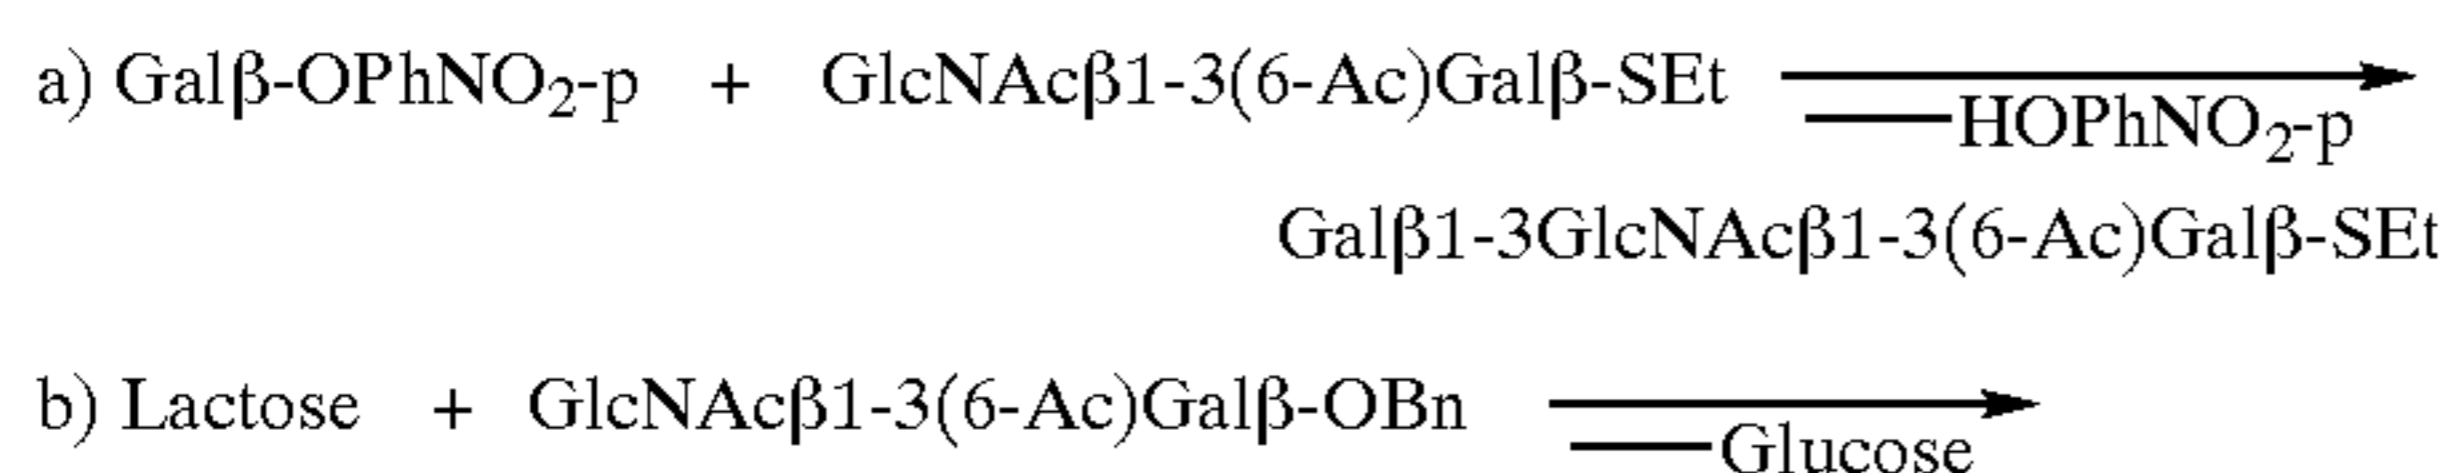 a) Galβ-OPhNO₂-p + GlcNAcβ1-3(6-Ac)Galβ-SEt
HOPhNO₂-p
Galβ1-3GlcNAcβ1-3(6-Ac)Galβ-SEt
b) Lactose + GlcNAcβ1-3(6-Ac)Galβ-OBn
Glucose